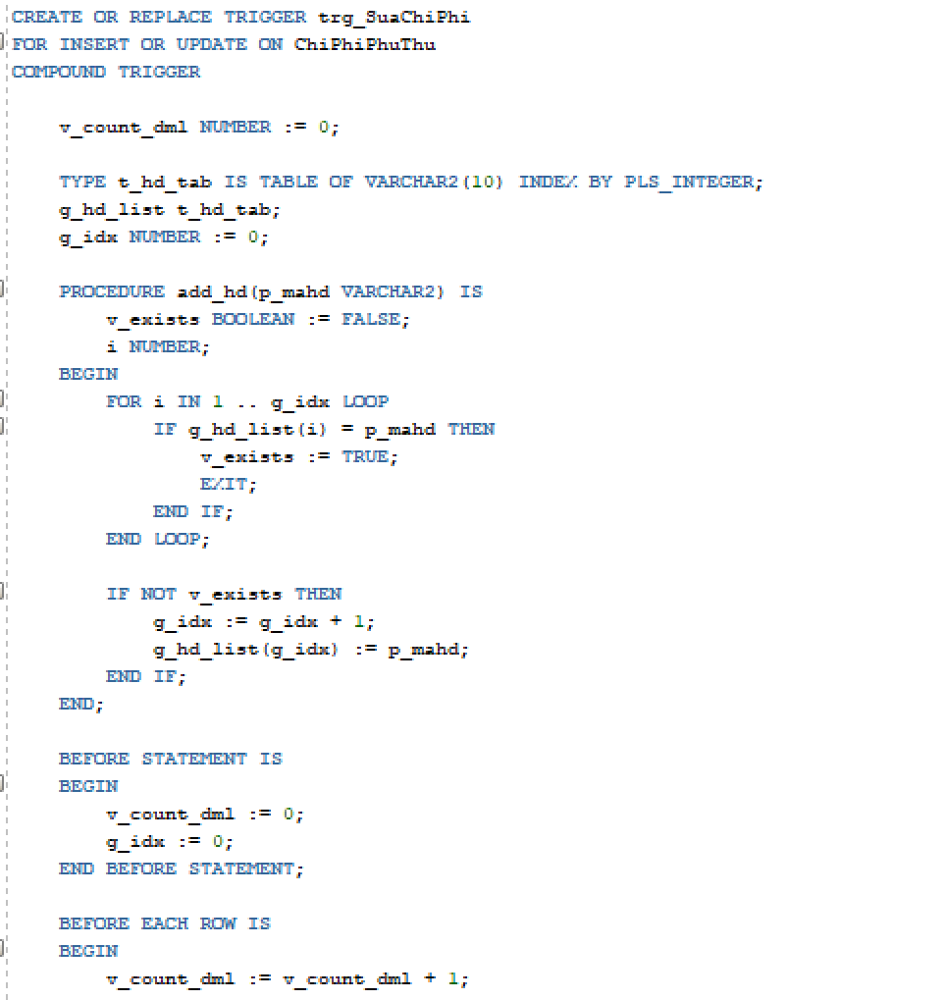 CREATE OR REPLACE TRIGGER trg_SuaChiPhi
FOR INSERT OR UPDATE ON ChiPhiPhuThu
COMPOUND TRIGGER
v_count_dml NUMBER := 0;
TYPE t_hd_tab IS TABLE OF VARCHAR2(10) INDEX BY PLS_INTEGER;
g_hd_list t_hd_tab;
g_idx NUMBER := 0;
PROCEDURE add_hd(p_mahd VARCHAR2) IS
v_exists BOOLEAN := FALSE;
i NUMBER;
BEGIN
FOR i IN 1 .. g_idx LOOP
IF g_hd_list(i) = p_mahd THEN
v_exists := TRUE;
EXIT;
END IF;
END LOOP;
IF NOT v_exists THEN
g_idx := g_idx + 1;
g_hd_list(g_idx) := p_mahd;
END IF;
END;
BEFORE STATEMENT IS
BEGIN
v_count_dml := 0;
g_idx := 0;
END BEFORE STATEMENT;
BEFORE EACH ROW IS
BEGIN
v_count_dml := v_count_dml + 1;